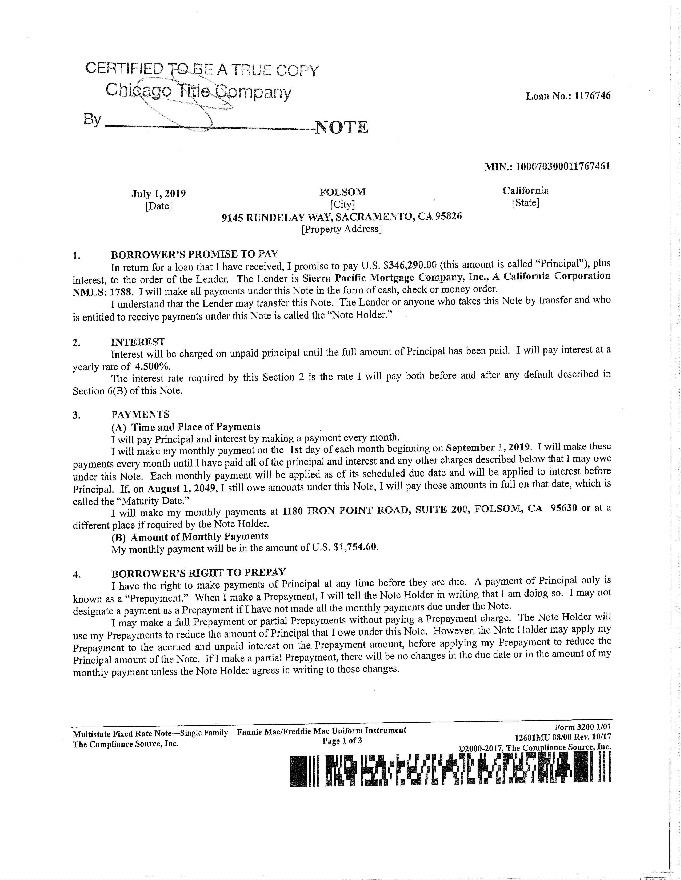 CERTIFIED TO BE A TRUE COPY
Chicago Title Company
Loan No.: 1176746
By
NOTE
MIN.: 100070300011767461
July 1, 2019 FOLSOM California
[Date] [City] [State]
9145 RUNDELAY WAY, SACRAMENTO, CA 95826
[Property Address]
1. BORROWER'S PROMISE TO PAY
In return for a loan that I have received, I promise to pay U.S. $346,290.00 (this amount is called "Principal"), plus
interest, to the order of the Lender. The Lender is Sierra Pacific Mortgage Company, Inc., A California Corporation
NMLS: 1788. I will make all payments under this Note in the form of cash, check or money order.
I understand that the Lender may transfer this Note. The Lender or anyone who takes this Note by transfer and who
is entitled to receive payments under this Note is called the "Note Holder."
2. INTEREST
Interest will be charged on unpaid principal until the full amount of Principal has been paid. I will pay interest at a
yearly rate of 4.500%.
The interest rate required by this Section 2 is the rate I will pay both before and after any default described in
Section 6(B) of this Note.
3. PAYMENTS
(A) Time and Place of Payments
I will pay Principal and interest by making a payment every month.
I will make my monthly payment on the 1st day of each month beginning on September 1, 2019. I will make these
payments every month until I have paid all of the principal and interest and any other charges described below that I may owe
under this Note. Each monthly payment will be applied as of its scheduled due date and will be applied to interest before
Principal. If, on August 1, 2049, I still owe amounts under this Note, I will pay those amounts in full on that date, which is
called the "Maturity Date."
I will make my monthly payments at 1180 IRON POINT ROAD, SUITE 200, FOLSOM, CA 95630 or at a
different place if required by the Note Holder.
(B) Amount of Monthly Payments
My monthly payment will be in the amount of U.S. $1,754.60.
4. BORROWER'S RIGHT TO PREPAY
I have the right to make payments of Principal at any time before they are due. A payment of Principal only is
known as a "Prepayment." When I make a Prepayment, I will tell the Note Holder in writing that I am doing so. I may not
designate a payment as a Prepayment if I have not made all the monthly payments due under the Note.
I may make a full Prepayment or partial Prepayments without paying a Prepayment charge. The Note Holder will
use my Prepayments to reduce the amount of Principal that I owe under this Note. However, the Note Holder may apply my
Prepayment to the accrued and unpaid interest on the Prepayment amount, before applying my Prepayment to reduce the
Principal amount of the Note. If I make a partial Prepayment, there will be no changes in the due date or in the amount of my
monthly payment unless the Note Holder agrees in writing to those changes.
Multistate Fixed Rate Note—Single Family—Fannie Mae/Freddie Mac Uniform Instrument Form 3200 1/01
The Compliance Source, Inc. Page 1 of 3 12601MU 08/00 Rev. 10/17
©2000-2017, The Compliance Source, Inc.